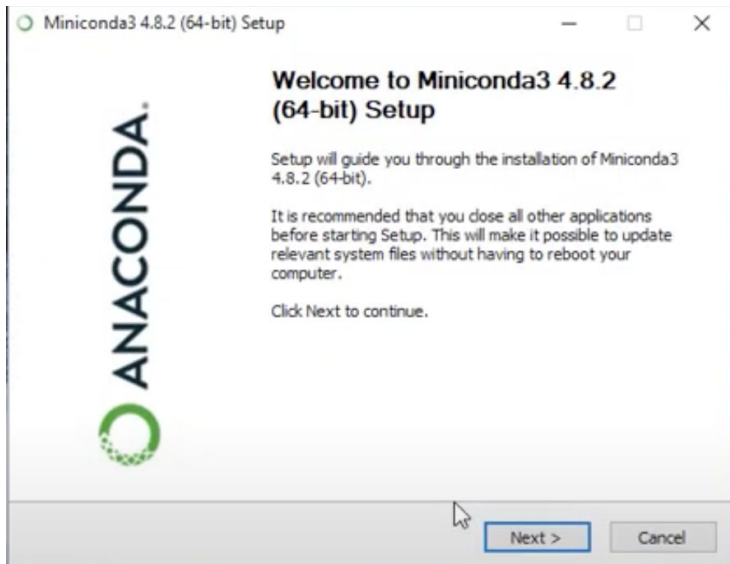 Miniconda3 4.8.2 (64-bit) Setup
ANACONDA.
Welcome to Miniconda3 4.8.2
(64-bit) Setup
Setup will guide you through the installation of Miniconda3
4.8.2 (64-bit).
It is recommended that you close all other applications
before starting Setup. This will make it possible to update
relevant system files without having to reboot your
computer.
Click Next to continue.
Next >
Cancel